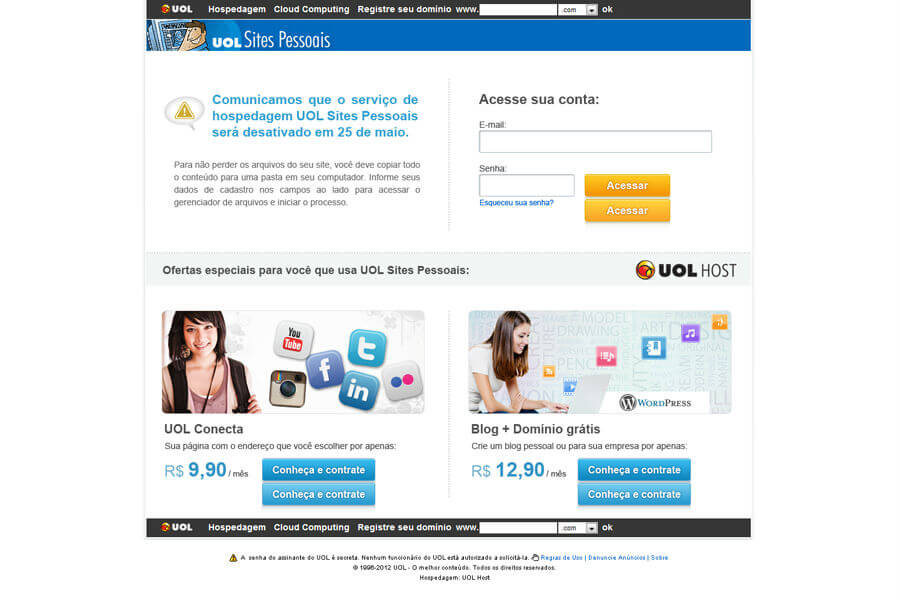 UOL Hospedagem Cloud Computing Registre seu domínio www. .com ok
UOL Sites Pessoais
Comunicamos que o serviço de
hospedagem UOL Sites Pessoais
será desativado em 25 de maio.
Para não perder os arquivos do seu site, você deve copiar todo
o conteúdo para uma pasta em seu computador. Informe seus
dados de cadastro nos campos ao lado para acessar o
gerenciador de arquivos e iniciar o processo.
Acesse sua conta:
E-mail:
Senha:
Acessar
Esqueceu sua senha?
Acessar
Ofertas especiais para você que usa UOL Sites Pessoais:
UOL HOST
You
Tube
in
UOL Conecta
Sua página com o endereço que você escolher por apenas:
R$ 9,90 / mês
Conheça e contrate
Conheça e contrate
MODEL
DRAWING
ART
DESIGN
PENCIL
WORDPRESS
Blog + Domínio grátis
Crie um blog pessoal ou para sua empresa por apenas:
R$ 12,90 / mês
Conheça e contrate
Conheça e contrate
UOL Hospedagem Cloud Computing Registre seu domínio www. .com ok
A senha do assinante do UOL é secreta. Nenhum funcionário do UOL está autorizado a solicitá-la. Regras de Uso | Denuncie Anúncios | Sobre
© 1996-2012 UOL - O melhor conteúdo. Todos os direitos reservados.
Hospedagem: UOL Host